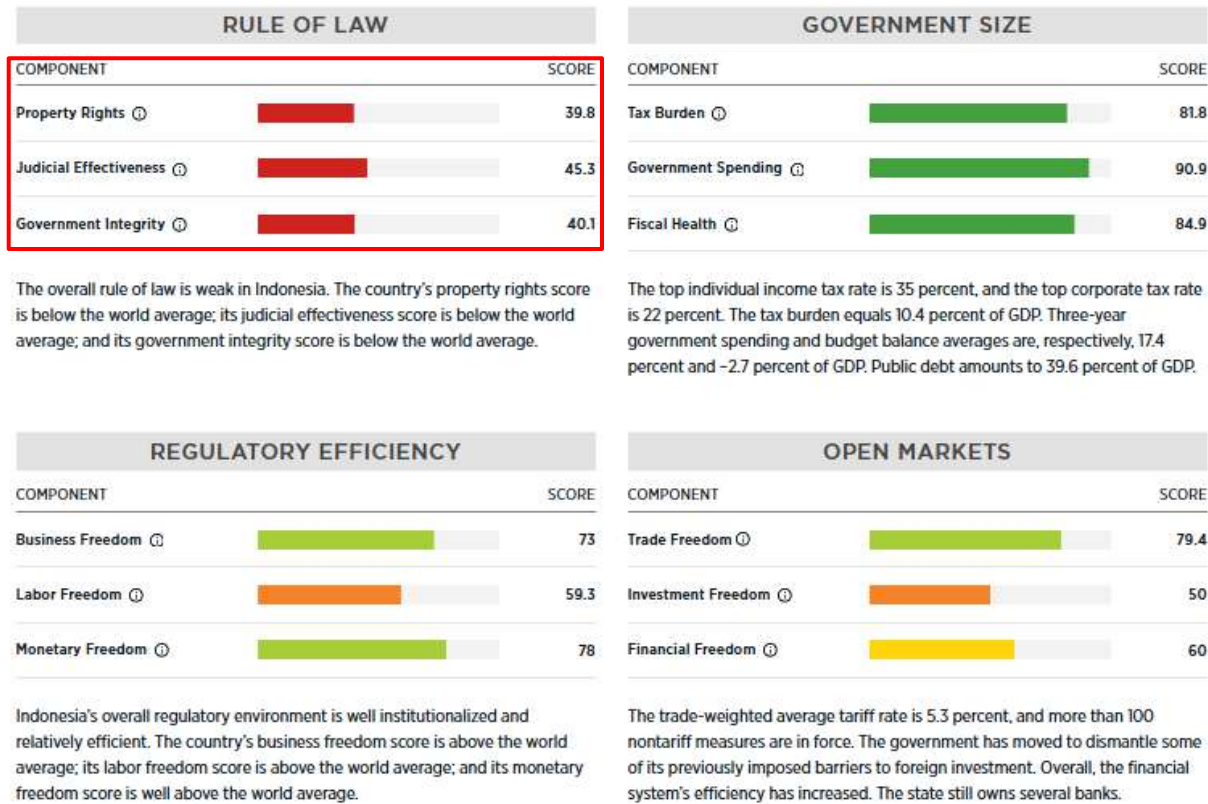 RULE OF LAW
COMPONENT SCORE
Property Rights 39.8
Judicial Effectiveness 45.3
Government Integrity 40.1
The overall rule of law is weak in Indonesia. The country's property rights score
is below the world average; its judicial effectiveness score is below the world
average; and its government integrity score is below the world average.
GOVERNMENT SIZE
COMPONENT SCORE
Tax Burden 81.8
Government Spending 90.9
Fiscal Health 84.9
The top individual income tax rate is 35 percent, and the top corporate tax rate
is 22 percent. The tax burden equals 10.4 percent of GDP. Three-year
government spending and budget balance averages are, respectively, 17.4
percent and −2.7 percent of GDP. Public debt amounts to 39.6 percent of GDP.
REGULATORY EFFICIENCY
COMPONENT SCORE
Business Freedom 73
Labor Freedom 59.3
Monetary Freedom 78
Indonesia's overall regulatory environment is well institutionalized and
relatively efficient. The country's business freedom score is above the world
average; its labor freedom score is above the world average; and its monetary
freedom score is well above the world average.
OPEN MARKETS
COMPONENT SCORE
Trade Freedom 79.4
Investment Freedom 50
Financial Freedom 60
The trade-weighted average tariff rate is 5.3 percent, and more than 100
nontariff measures are in force. The government has moved to dismantle some
of its previously imposed barriers to foreign investment. Overall, the financial
system's efficiency has increased. The state still owns several banks.